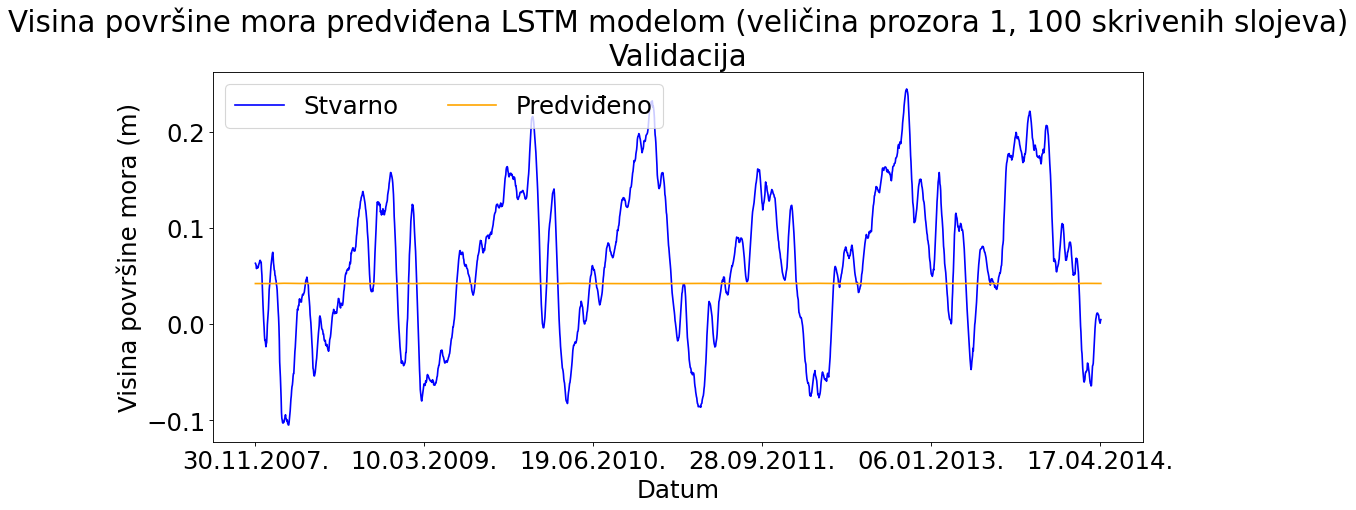 Visina površine mora predviđena LSTM modelom (veličina prozora 1, 100 skrivenih slojeva)
Validacija
Stvarno Predviđeno
Visina površine mora (m)
0.2
0.1
0.0
−0.1
30.11.2007. 10.03.2009. 19.06.2010. 28.09.2011. 06.01.2013. 17.04.2014.
Datum